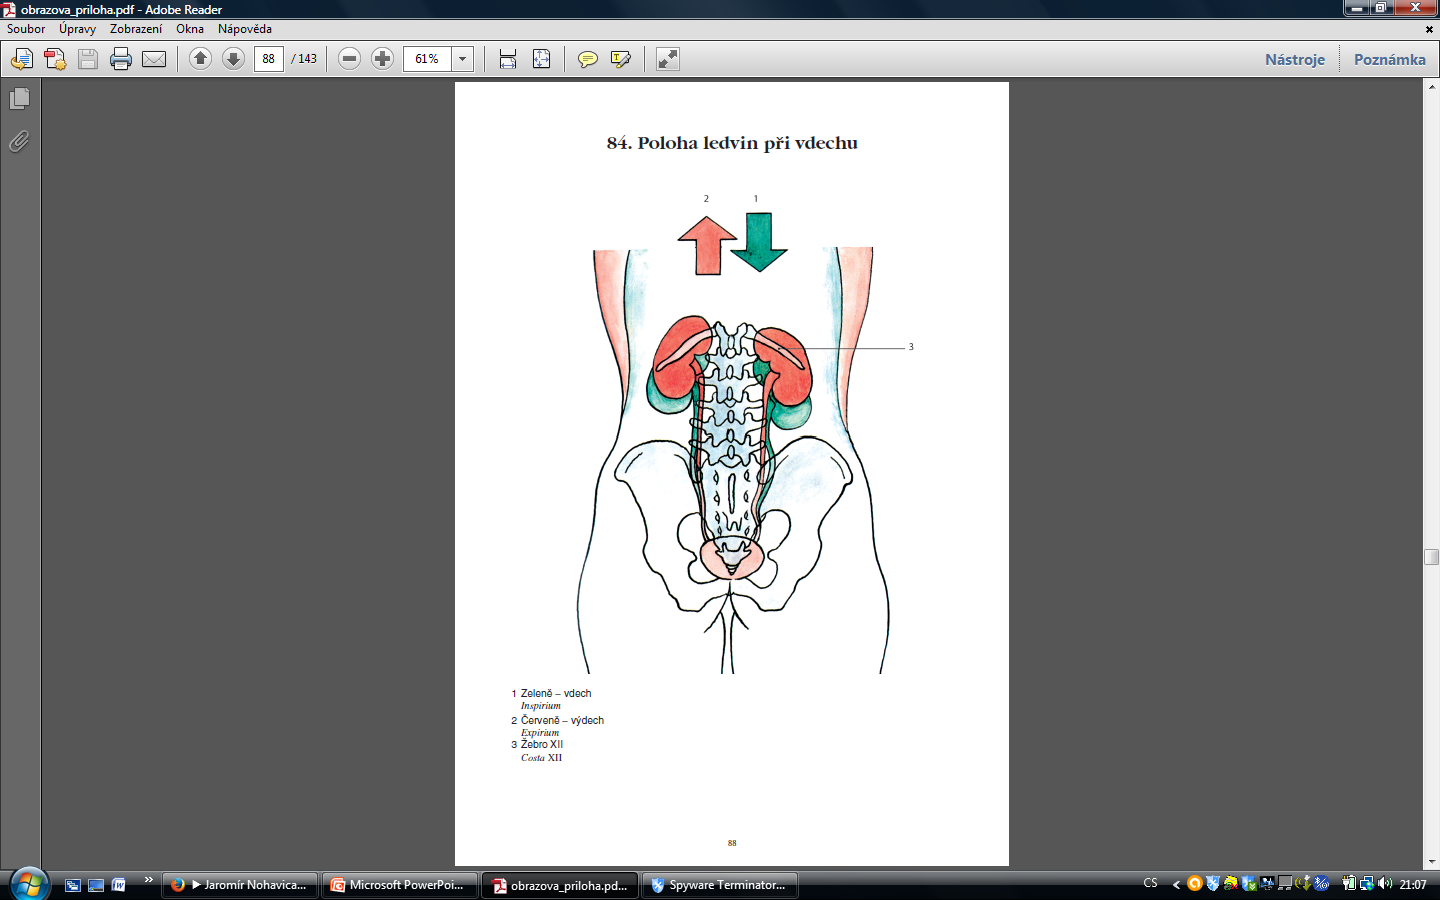 obrazova_priloha.pdf - Adobe Reader
Soubor Úpravy Zobrazení Okna Nápověda
88 / 143 61% Nástroje Poznámka
84. Poloha ledvin při vdechu
2 1
3
1 Zeleně – vdech
Inspirium
2 Červeně – výdech
Expirium
3 Žebro XII
Costa XII
88
Jaromír Nohavica... Microsoft PowerPoi... obrazova_priloha.pd... Spyware Terminator... CS 21:07